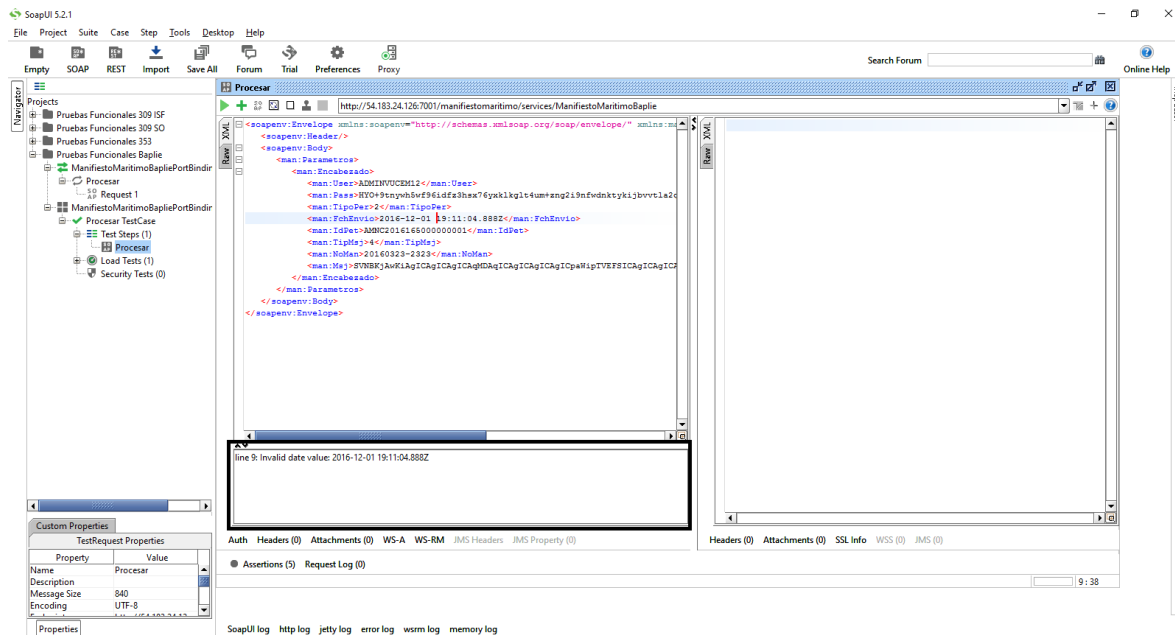 SoapUI 5.2.1
File Project Suite Case Step Tools Desktop Help
Empty SOAP REST Import Save All Forum Trial Preferences Proxy
Search Forum
Online Help
Navigator
Projects
Pruebas Funcionales 309 ISF
Pruebas Funcionales 309 SO
Pruebas Funcionales 353
Pruebas Funcionales Baplie
ManifiestoMaritimoBapliePortBindir
Procesar
Request 1
ManifiestoMaritimoBapliePortBindir
Procesar TestCase
Test Steps (1)
Procesar
Load Tests (1)
Security Tests (0)
Custom Properties
TestRequest Properties
Property Value
Name Procesar
Description
Message Size 840
Encoding UTF-8
Properties
Procesar
http://54.183.24.126:7001/manifiestomaritimo/services/ManifiestoMaritimoBaplie
XML
Raw
<soapenv:Envelope xmlns:soapenv="http://schemas.xmlsoap.org/soap/envelope/" xmlns:ma
<soapenv:Header/>
<soapenv:Body>
<man:Parametros>
<man:Encabezado>
<man:User>ADMINVUCEM12</man:User>
<man:TipoPer>2</man:TipoPer>
<man:FchEnvio>2016-12-01 19:11:04.888Z</man:FchEnvio>
<man:IdPet>AMNC2016165000000001</man:IdPet>
<man:TipMsj>4</man:TipMsj>
<man:NoMan>20160323-2323</man:NoMan>
</man:Encabezado>
</man:Parametros>
</soapenv:Body>
</soapenv:Envelope>
line 9: Invalid date value: 2016-12-01 19:11:04.888Z
Auth Headers (0) Attachments (0) WS-A WS-RM JMS Headers JMS Property (0)
Assertions (5) Request Log (0)
XML
Raw
Headers (0) Attachments (0) SSL Info WSS (0) JMS (0)
9 : 38
SoapUI log http log jetty log error log wsrm log memory log